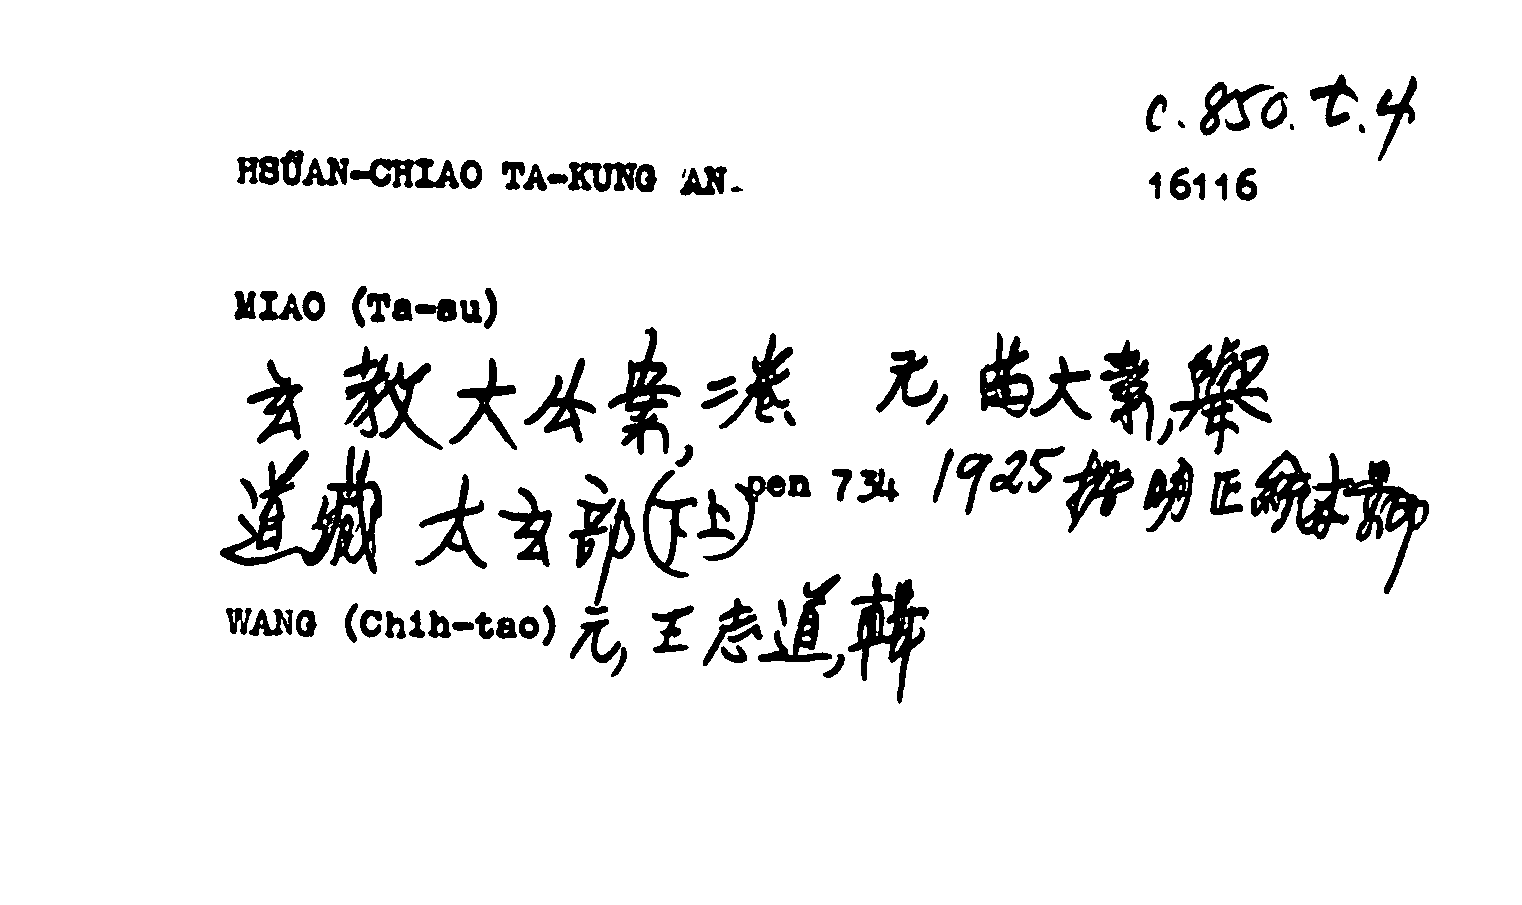 c.850.t.4
HSÜAN-CHIAO TA-KUNG AN.
16116
MIAO (Ta-su)
玄教大公案,二卷 元,苗大素,舉
道藏 太玄部(下上) pen 734 1925 據明正統本影印
WANG (Chih-tao) 元,王志道,輯